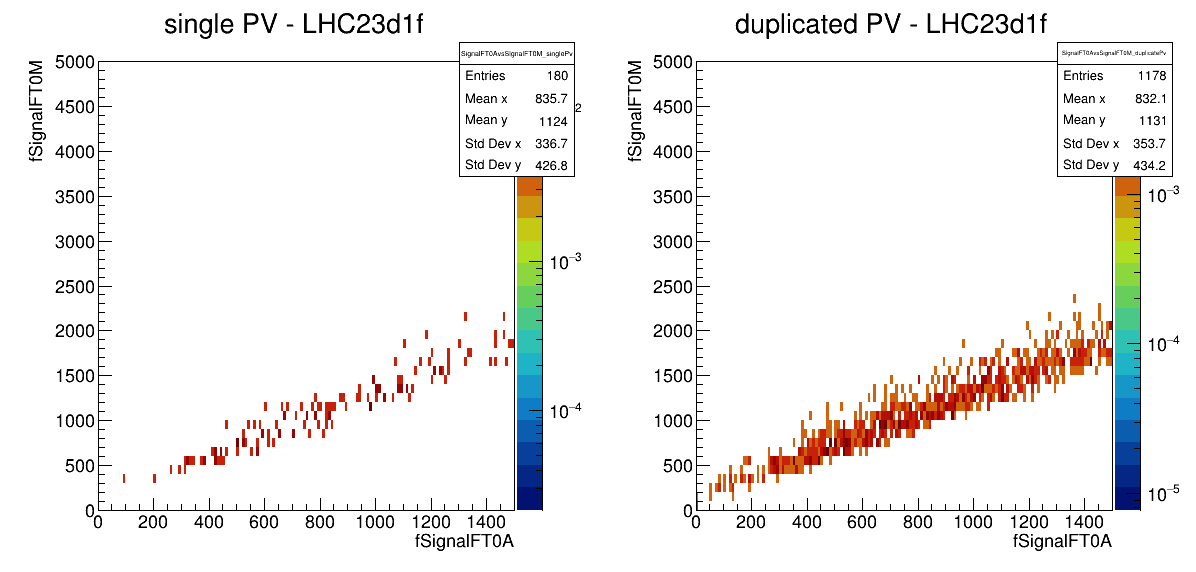 single PV - LHC23d1f
SignalFT0AvsSignalFT0M_singlePv
Entries 180
Mean x 835.7
Mean y 1124
Std Dev x 336.7
Std Dev y 426.8
fSignalFT0M
5000
4500
4000
3500
3000
2500
2000
1500
1000
500
0
0 200 400 600 800 1000 1200 1400
fSignalFT0A
2
10−3
10−4
duplicated PV - LHC23d1f
SignalFT0AvsSignalFT0M_duplicatePv
Entries 1178
Mean x 832.1
Mean y 1131
Std Dev x 353.7
Std Dev y 434.2
fSignalFT0M
5000
4500
4000
3500
3000
2500
2000
1500
1000
500
0
0 200 400 600 800 1000 1200 1400
fSignalFT0A
10−3
10−4
10−5